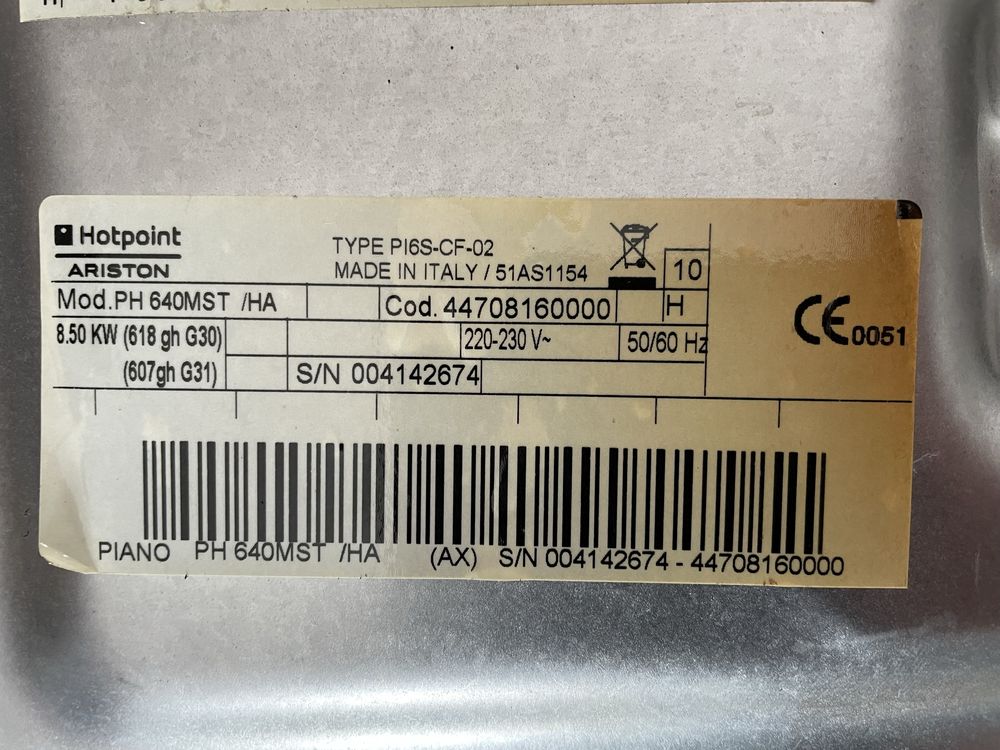 Hotpoint
ARISTON
TYPE PI6S-CF-02
MADE IN ITALY / 51AS1154
10
Mod.PH 640MST /HA
Cod. 44708160000
H
8.50 KW (618 gh G30)
220-230 V~
50/60 Hz
(607gh G31)
S/N 004142674
CE 0051
PIANO PH 640MST /HA (AX) S/N 004142674 - 44708160000